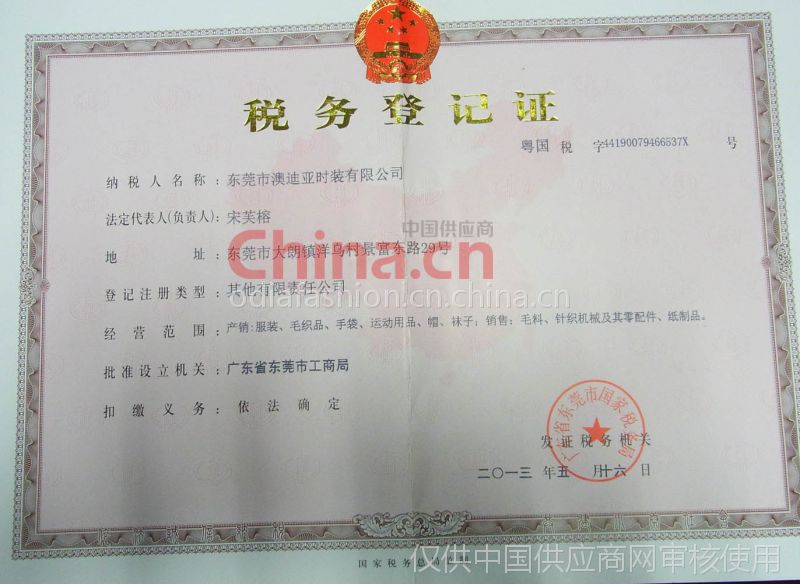 税务登记证
粤国 税 字44190079466537X 号
纳税人名称：东莞市澳迪亚时装有限公司
法定代表人(负责人)：宋芙榕
中国供应商
China.cn
地 址：东莞市大朗镇洋乌村景富东路29号
登记注册类型：其他有限责任公司
odiafashion.cn.china.cn
经营范围：产销:服装、毛织品、手袋、运动用品、帽、袜子；销售：毛料、针织机械及其零配件、纸制品。
批准设立机关：广东省东莞市工商局
扣缴义务：依法确定
广东省东莞市国家税务局
发证税务机关
二〇一三 年 五 月 十六 日
国家税务总局监制
仅供中国供应商网审核使用